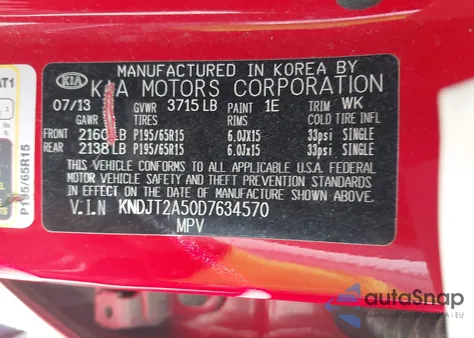 MANUFACTURED IN KOREA BY
KIA KIA MOTORS CORPORATION
07/13 GVWR 3715 LB PAINT 1E TRIM WK
GAWR TIRES RIMS COLD TIRE INFL
FRONT 2160 LB P195/65R15 6.0Jx15 33psi SINGLE
REAR 2138 LB P195/65R15 6.0Jx15 33psi SINGLE
THIS VEHICLE CONFORMS TO ALL APPLICABLE U.S. FEDERAL
MOTOR VEHICLE SAFETY AND THEFT PREVENTION STANDARDS
IN EFFECT ON THE DATE OF MANUFACTURE SHOWN ABOVE.
V.I.N KNDJT2A50D7634570
MPV
AT1
P195/65R15
autoSnap